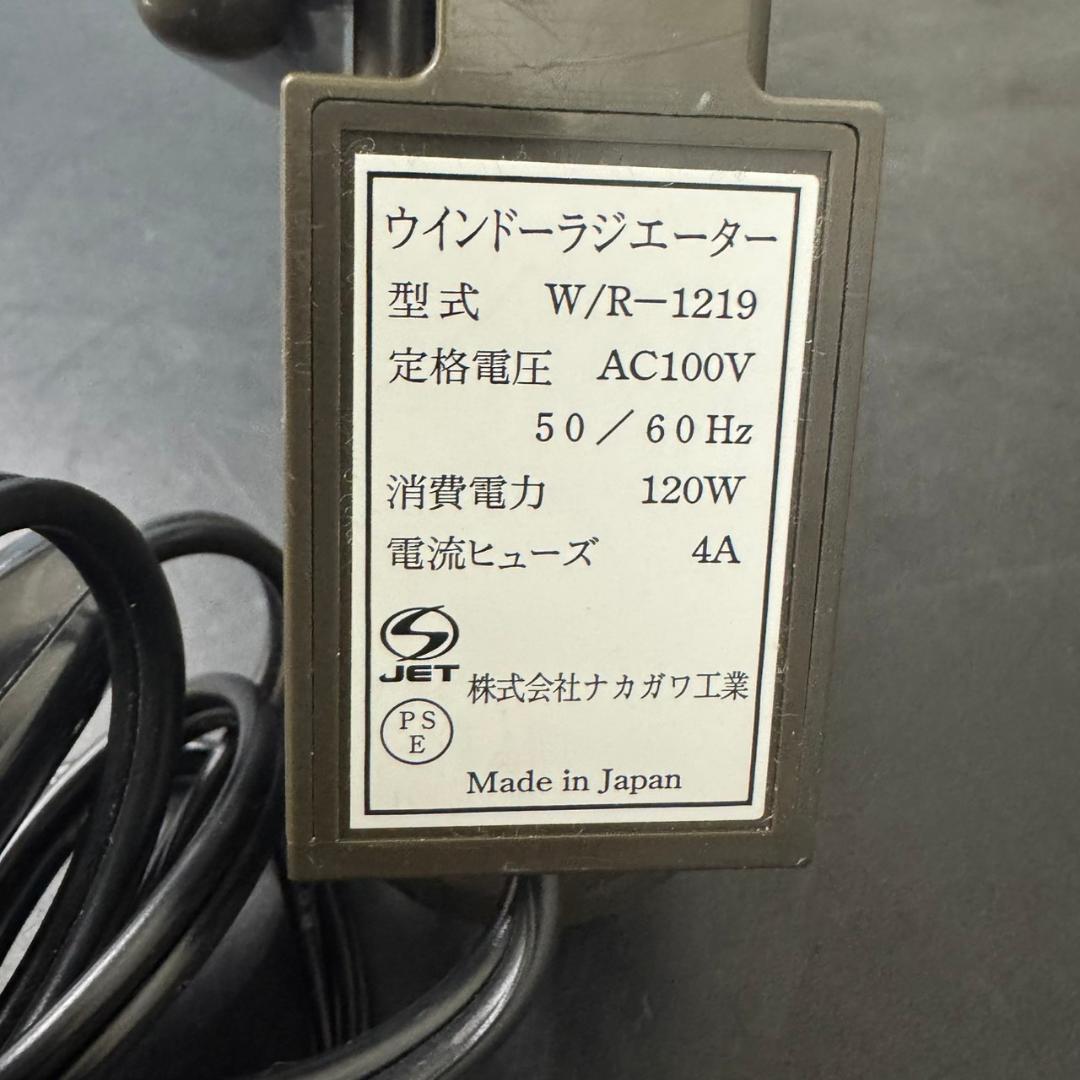 ウインドーラジエーター
型式 W/R−1219
定格電圧 AC100V
50／60Hz
消費電力 120W
電流ヒューズ 4A
JET
株式会社ナカガワ工業
PS
E
Made in Japan